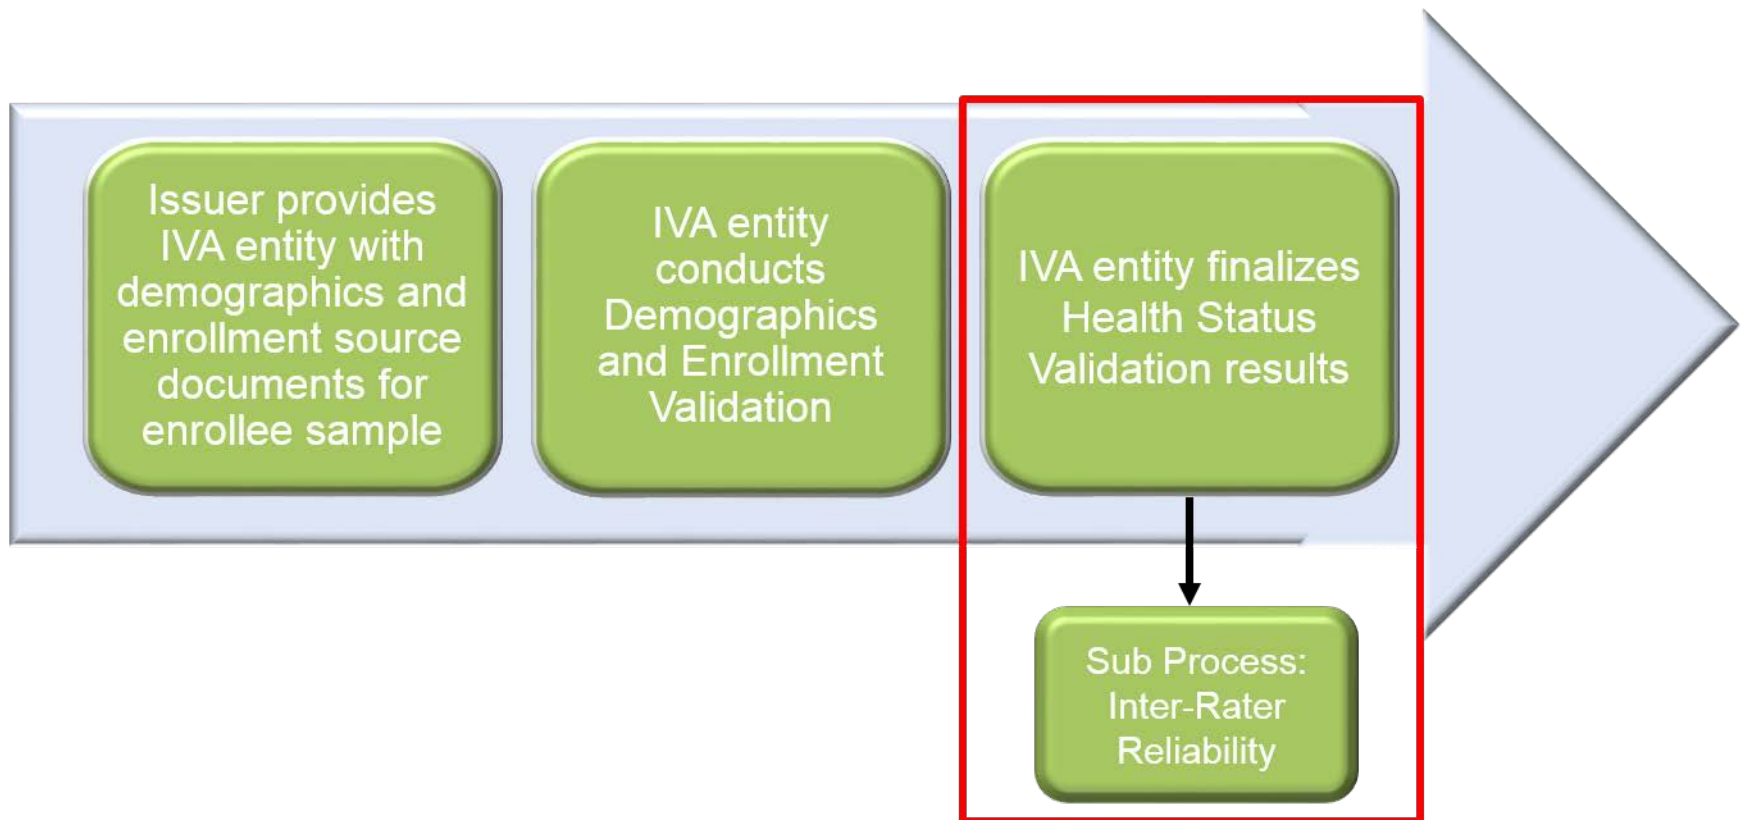 Issuer provides
IVA entity with
demographics and
enrollment source
documents for
enrollee sample
IVA entity
conducts
Demographics
and Enrollment
Validation
IVA entity finalizes
Health Status
Validation results
Sub Process:
Inter-Rater
Reliability